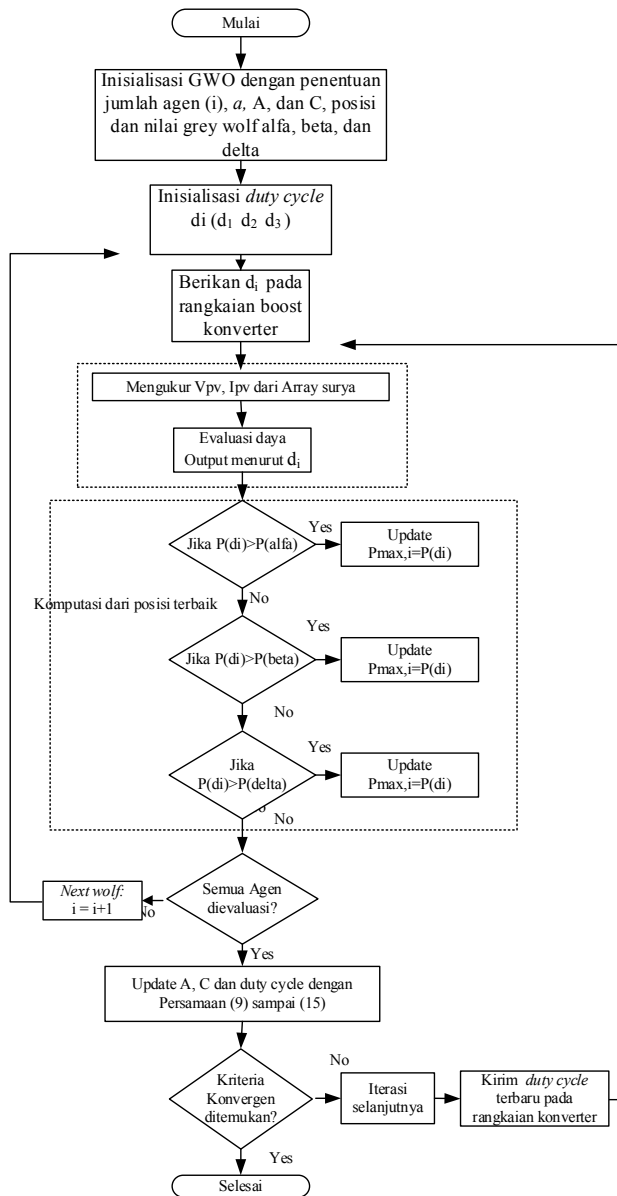 Mulai
Inisialisasi GWO dengan penentuan
jumlah agen (i), a, A, dan C, posisi
dan nilai grey wolf alfa, beta, dan
delta
Inisialisasi duty cycle
di (d1 d2 d3 )
Berikan di pada
rangkaian boost
konverter
Mengukur Vpv, Ipv dari Array surya
Evaluasi daya
Output menurut di
Jika P(di)>P(alfa)
Yes
Update
Pmax,i=P(di)
Komputasi dari posisi terbaik
No
Jika P(di)>P(beta)
Yes
Update
Pmax,i=P(di)
No
Jika
P(di)>P(delta)
Yes
Update
Pmax,i=P(di)
No
Semua Agen
dievaluasi?
No
Next wolf:
i = i+1
Yes
Update A, C dan duty cycle dengan
Persamaan (9) sampai (15)
Kriteria
Konvergen
ditemukan?
No
Iterasi
selanjutnya
Kirim duty cycle
terbaru pada
rangkaian konverter
Yes
Selesai